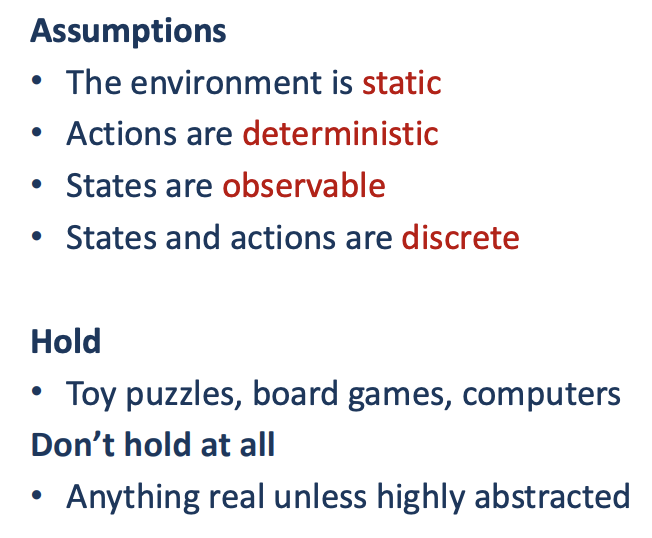 Assumptions
• The environment is static
• Actions are deterministic
• States are observable
• States and actions are discrete
Hold
• Toy puzzles, board games, computers
Don’t hold at all
• Anything real unless highly abstracted